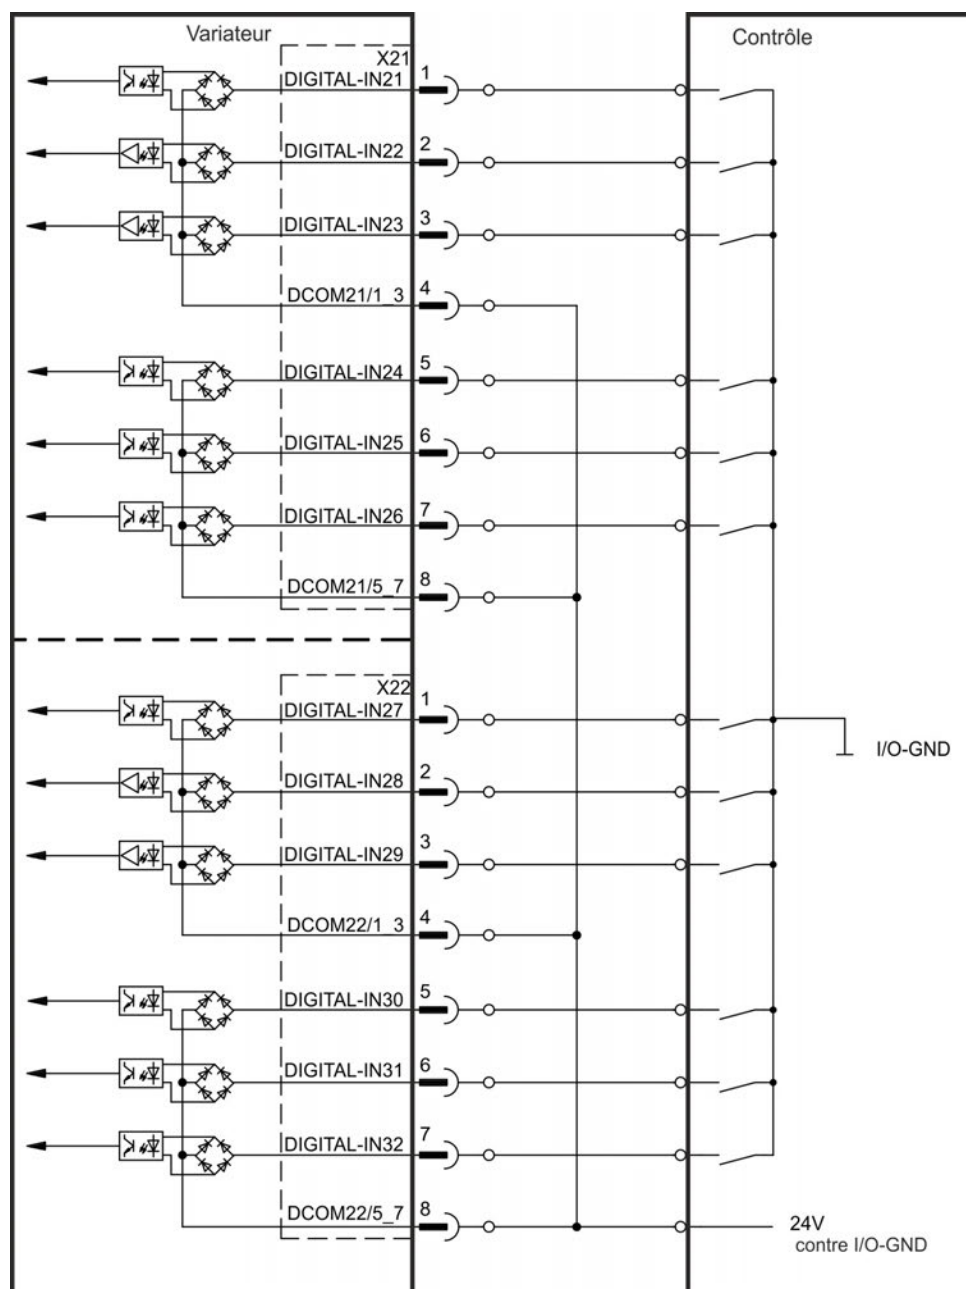 Variateur
Contrôle
X21
DIGITAL-IN21 1
DIGITAL-IN22 2
DIGITAL-IN23 3
DCOM21/1_3 4
DIGITAL-IN24 5
DIGITAL-IN25 6
DIGITAL-IN26 7
DCOM21/5_7 8
X22
DIGITAL-IN27 1
I/O-GND
DIGITAL-IN28 2
DIGITAL-IN29 3
DCOM22/1_3 4
DIGITAL-IN30 5
DIGITAL-IN31 6
DIGITAL-IN32 7
DCOM22/5_7 8
24V
contre I/O-GND